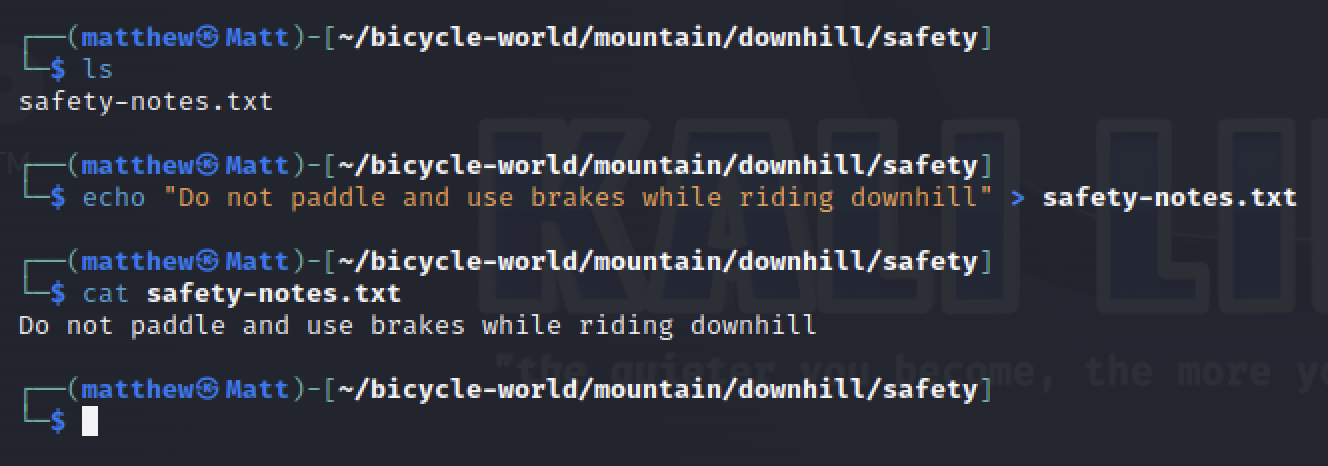 ┌──(matthew㉿Matt)-[~/bicycle-world/mountain/downhill/safety]
└─$ ls
safety-notes.txt
┌──(matthew㉿Matt)-[~/bicycle-world/mountain/downhill/safety]
└─$ echo "Do not paddle and use brakes while riding downhill" > safety-notes.txt
┌──(matthew㉿Matt)-[~/bicycle-world/mountain/downhill/safety]
└─$ cat safety-notes.txt
Do not paddle and use brakes while riding downhill
┌──(matthew㉿Matt)-[~/bicycle-world/mountain/downhill/safety]
└─$
KALI LI
"the quieter you become, the more yo
TM